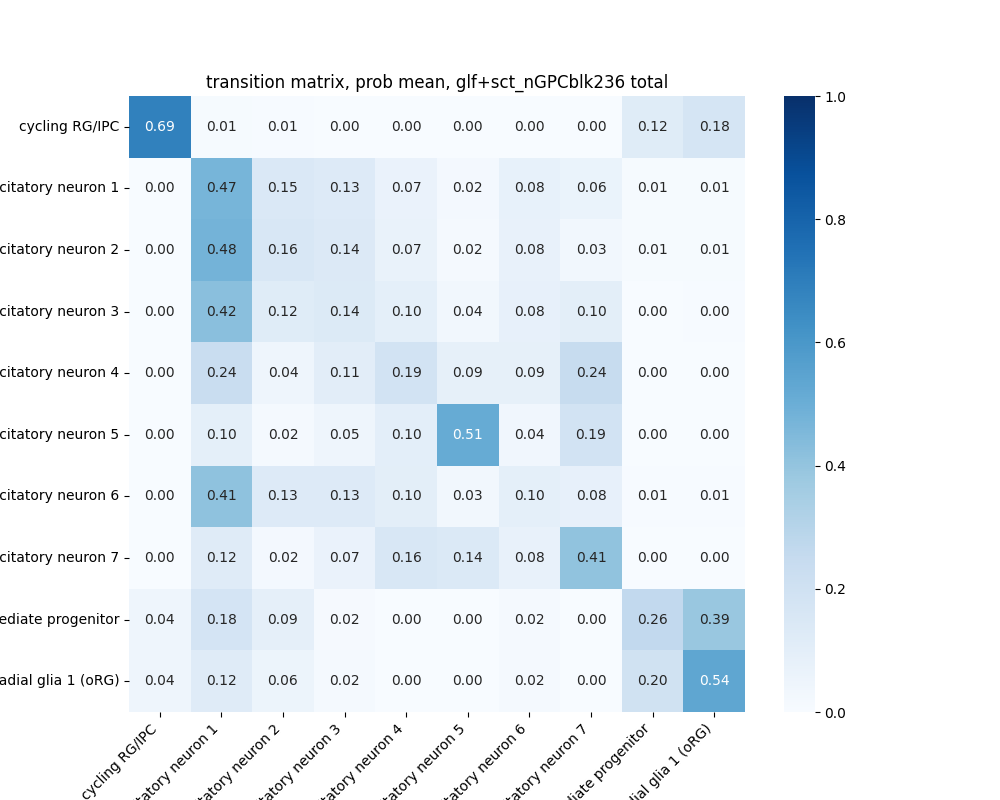 transition matrix, prob mean, glf+sct_nGPCblk236 total
cycling RG/IPC 0.69 0.01 0.01 0.00 0.00 0.00 0.00 0.00 0.12 0.18
citatory neuron 1 0.00 0.47 0.15 0.13 0.07 0.02 0.08 0.06 0.01 0.01
citatory neuron 2 0.00 0.48 0.16 0.14 0.07 0.02 0.08 0.03 0.01 0.01
citatory neuron 3 0.00 0.42 0.12 0.14 0.10 0.04 0.08 0.10 0.00 0.00
citatory neuron 4 0.00 0.24 0.04 0.11 0.19 0.09 0.09 0.24 0.00 0.00
citatory neuron 5 0.00 0.10 0.02 0.05 0.10 0.51 0.04 0.19 0.00 0.00
citatory neuron 6 0.00 0.41 0.13 0.13 0.10 0.03 0.10 0.08 0.01 0.01
citatory neuron 7 0.00 0.12 0.02 0.07 0.16 0.14 0.08 0.41 0.00 0.00
ediate progenitor 0.04 0.18 0.09 0.02 0.00 0.00 0.02 0.00 0.26 0.39
adial glia 1 (oRG) 0.04 0.12 0.06 0.02 0.00 0.00 0.02 0.00 0.20 0.54
cycling RG/IPC
tatory neuron 1
tatory neuron 2
tatory neuron 3
tatory neuron 4
tatory neuron 5
tatory neuron 6
tatory neuron 7
diate progenitor
dial glia 1 (oRG)
1.0
0.8
0.6
0.4
0.2
0.0